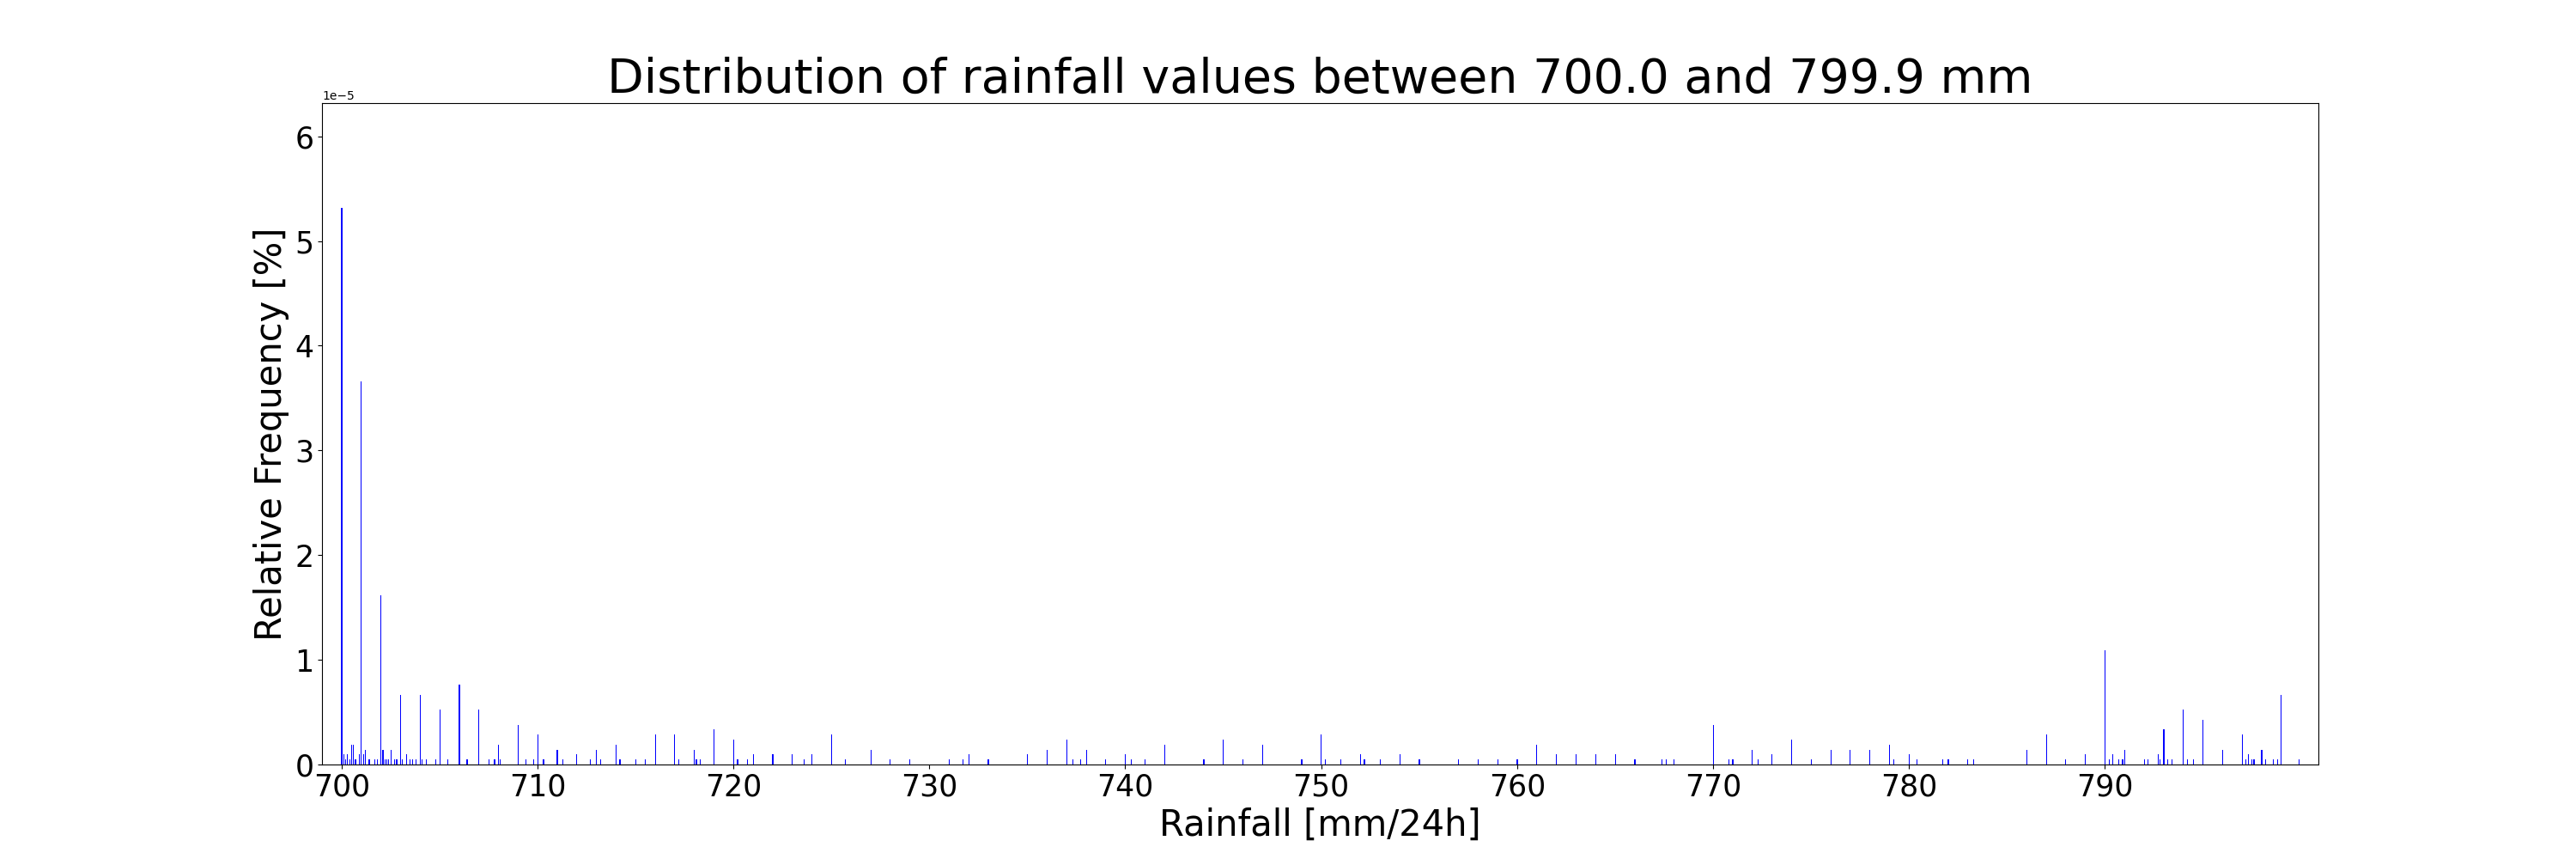 Distribution of rainfall values between 700.0 and 799.9 mm
1e−5
6
5
4
3
2
1
0
Relative Frequency [%]
700 710 720 730 740 750 760 770 780 790
Rainfall [mm/24h]